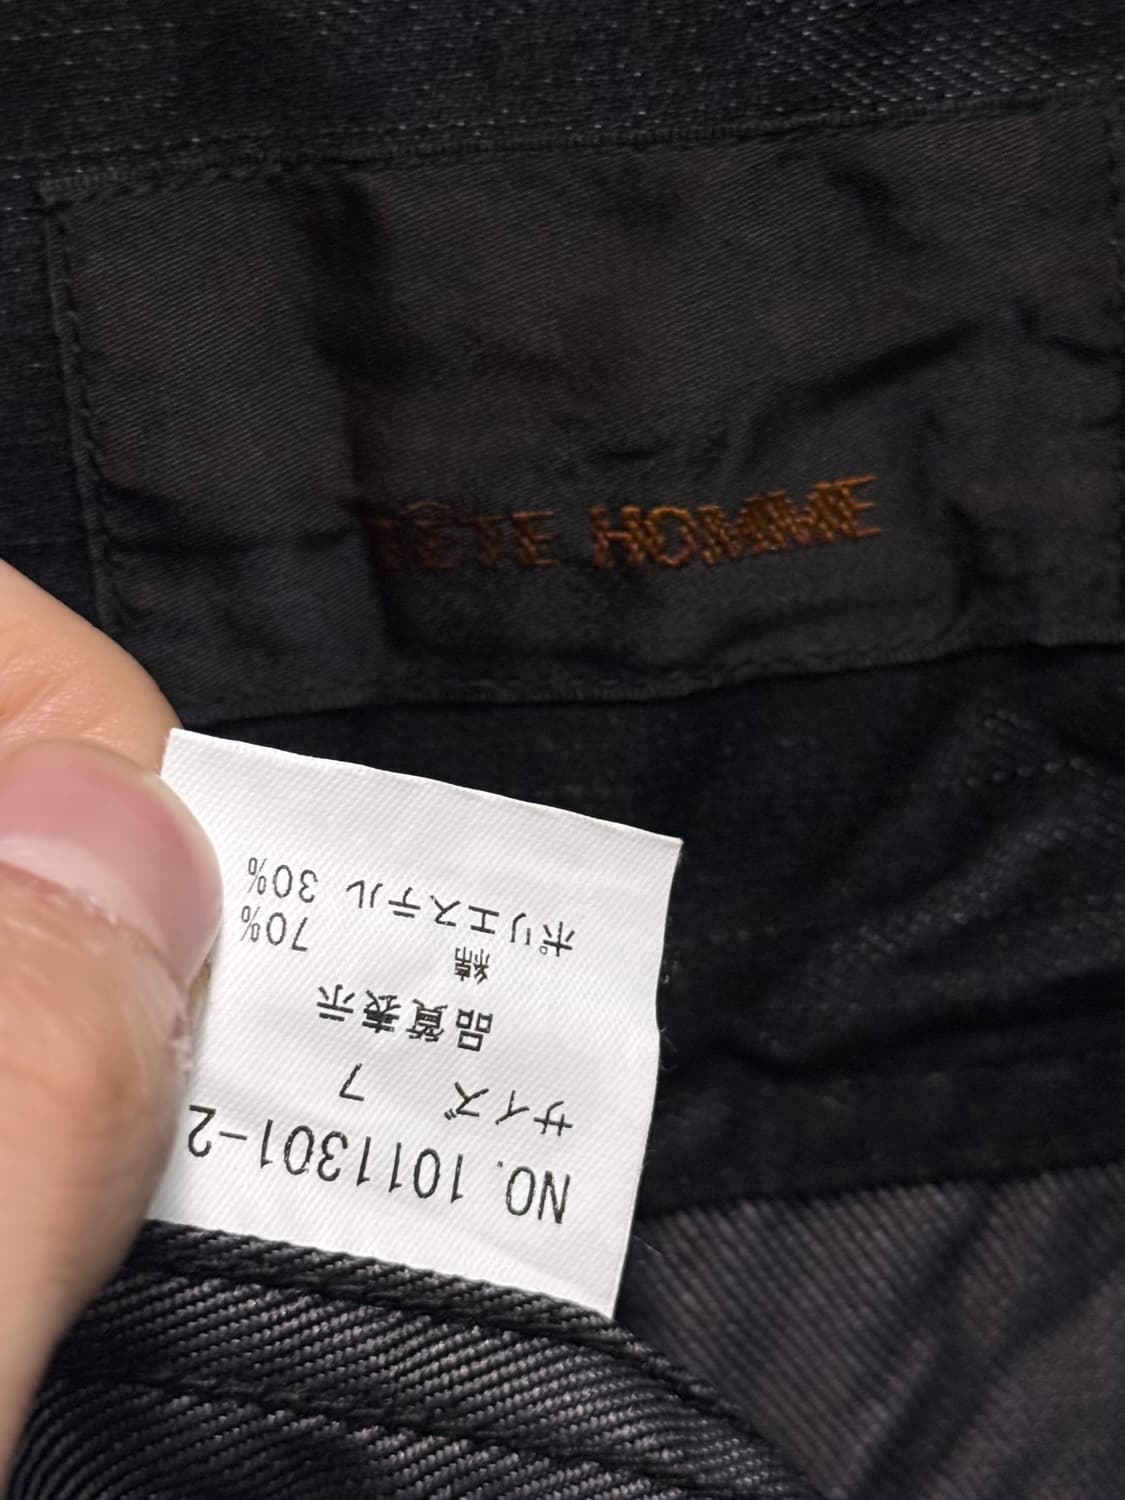 TÊTE HOMME
NO. 1011301-2
サイズ 7
品質表示
綿 70%
ポリエステル 30%